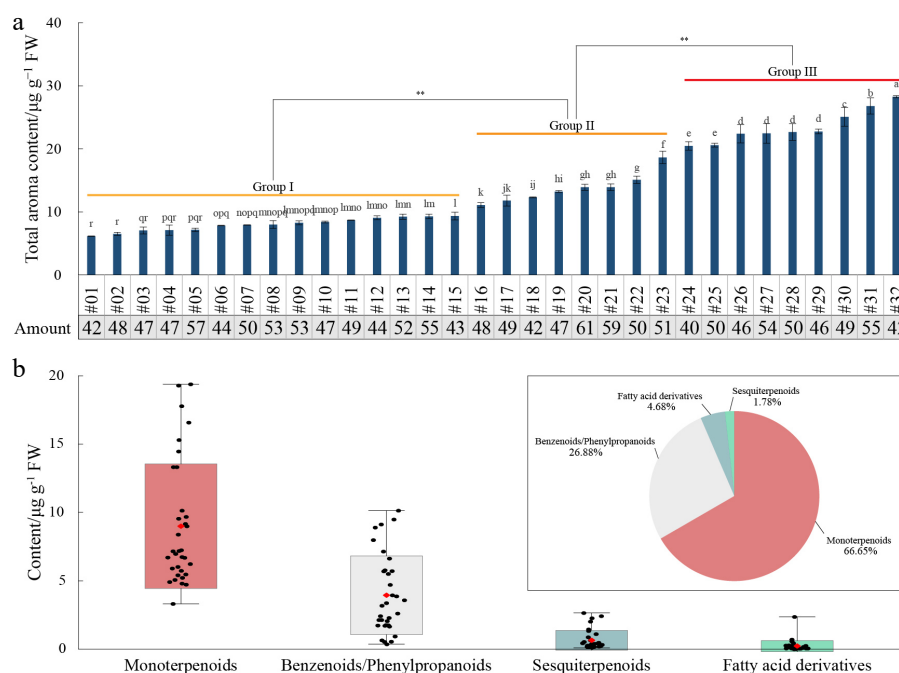 a
Total aroma content/μg g⁻¹ FW
40
30
20
10
0
**
**
Group I
Group II
Group III
r r qr pqr pqr opq nopq mnopq lmnopq lmnop lmno lmno lmn lm l k jk ij hi gh gh g f e e d d d d c b a
#01 #02 #03 #04 #05 #06 #07 #08 #09 #10 #11 #12 #13 #14 #15 #16 #17 #18 #19 #20 #21 #22 #23 #24 #25 #26 #27 #28 #29 #30 #31 #32
Amount 42 48 47 47 57 44 50 53 53 47 49 44 52 55 43 48 49 42 47 61 59 50 51 40 50 46 54 50 46 49 55
b
Content/μg g⁻¹ FW
20
15
10
5
0
Monoterpenoids Benzenoids/Phenylpropanoids Sesquiterpenoids Fatty acid derivatives
Sesquiterpenoids
1.78%
Fatty acid derivatives
4.68%
Benzenoids/Phenylpropanoids
26.88%
Monoterpenoids
66.65%